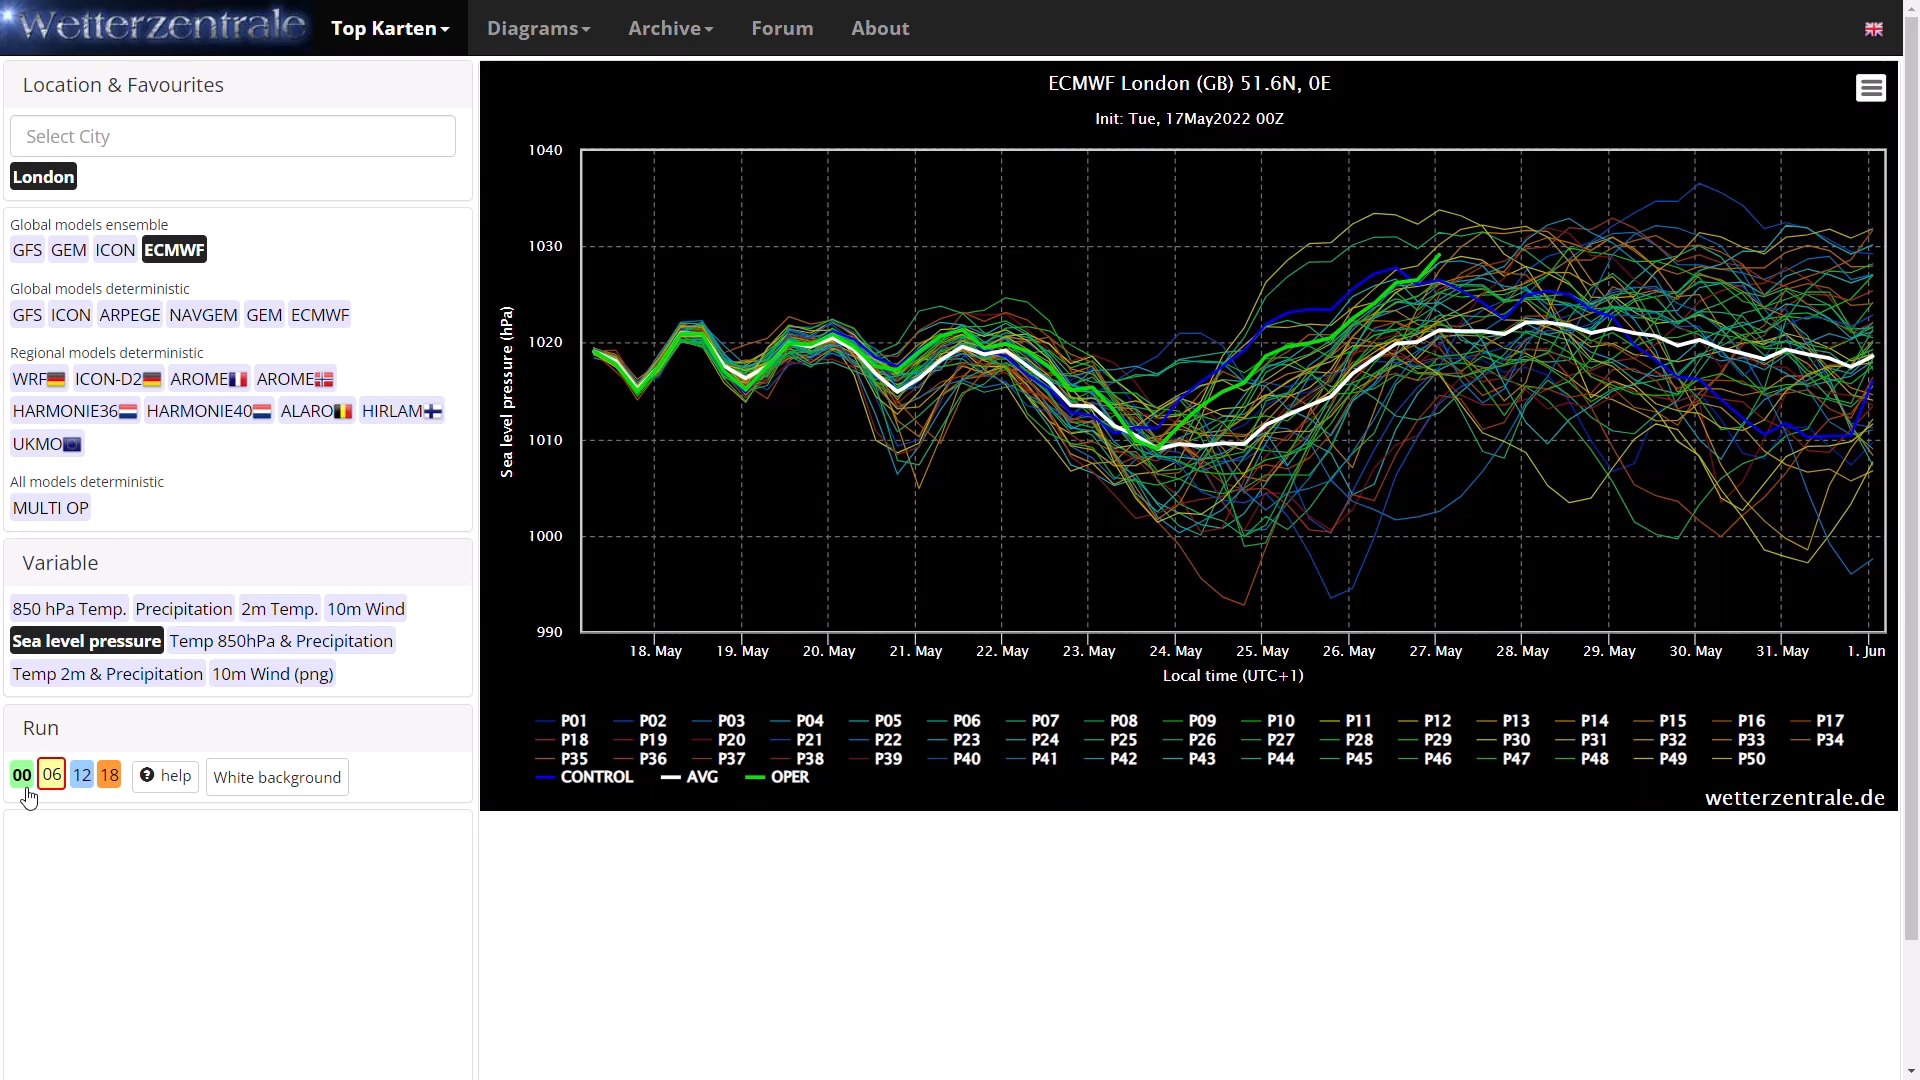 Wetterzentrale
Top Karten
Diagrams
Archive
Forum
About
Location & Favourites
Select City
London
Global models ensemble
GFS GEM ICON ECMWF
Global models deterministic
GFS ICON ARPEGE NAVGEM GEM ECMWF
Regional models deterministic
WRF ICON-D2 AROME AROME
HARMONIE36 HARMONIE40 ALARO HIRLAM
UKMO
All models deterministic
MULTI OP
Variable
850 hPa Temp. Precipitation 2m Temp. 10m Wind
Sea level pressure Temp 850hPa & Precipitation
Temp 2m & Precipitation 10m Wind (png)
Run
00 06 12 18 help White background
ECMWF London (GB) 51.6N, 0E
Init: Tue, 17May2022 00Z
Sea level pressure (hPa)
1040
1030
1020
1010
1000
990
18. May 19. May 20. May 21. May 22. May 23. May 24. May 25. May 26. May 27. May 28. May 29. May 30. May 31. May 1. Jun
Local time (UTC+1)
P01 P02 P03 P04 P05 P06 P07 P08 P09 P10 P11 P12 P13 P14 P15 P16 P17
P18 P19 P20 P21 P22 P23 P24 P25 P26 P27 P28 P29 P30 P31 P32 P33 P34
P35 P36 P37 P38 P39 P40 P41 P42 P43 P44 P45 P46 P47 P48 P49 P50
CONTROL AVG OPER
wetterzentrale.de